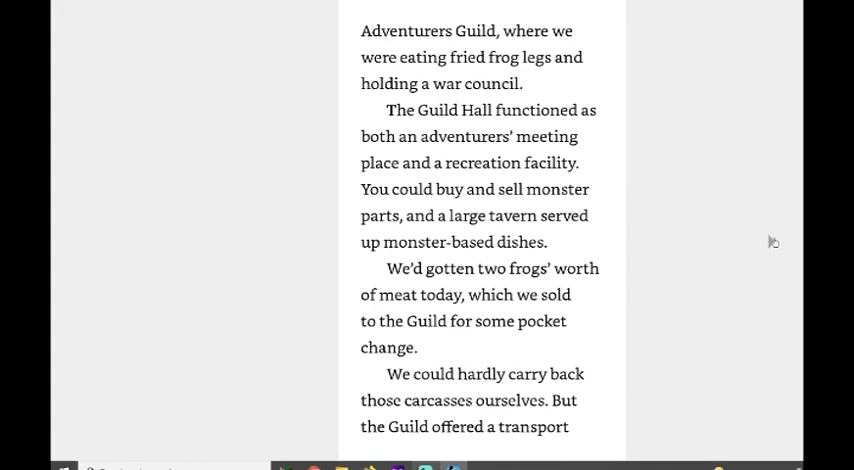 Adventurers Guild, where we
were eating fried frog legs and
holding a war council.
The Guild Hall functioned as
both an adventurers’ meeting
place and a recreation facility.
You could buy and sell monster
parts, and a large tavern served
up monster-based dishes.
We’d gotten two frogs’ worth
of meat today, which we sold
to the Guild for some pocket
change.
We could hardly carry back
those carcasses ourselves. But
the Guild offered a transport